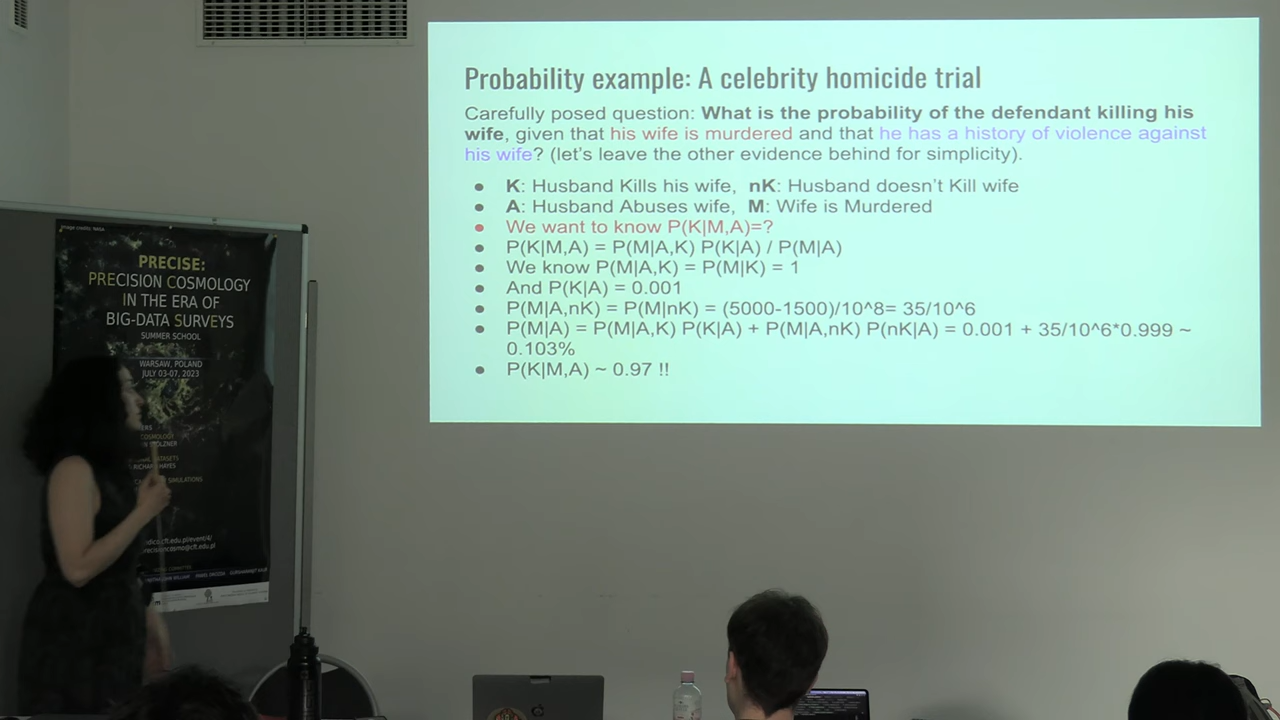 Probability example: A celebrity homicide trial
Carefully posed question: What is the probability of the defendant killing his
wife, given that his wife is murdered and that he has a history of violence against
his wife? (let's leave the other evidence behind for simplicity).
K: Husband Kills his wife, nK: Husband doesn't Kill wife
A: Husband Abuses wife, M: Wife is Murdered
We want to know P(K|M,A)=?
P(K|M,A) = P(M|A,K) P(K|A) / P(M|A)
We know P(M|A,K) = P(M|K) = 1
And P(K|A) = 0.001
P(M|A,nK) = P(M|nK) = (5000-1500)/10^8= 35/10^6
P(M|A) = P(M|A,K) P(K|A) + P(M|A,nK) P(nK|A) = 0.001 + 35/10^6*0.999 ~
0.103%
P(K|M,A) ~ 0.97 !!
PRECISE:
PRECISION COSMOLOGY
IN THE ERA OF
BIG-DATA SURVEYS
SUMMER SCHOOL
WARSAW, POLAND
JULY 03-07, 2023
COSMOLOGY
SIMULATIONS